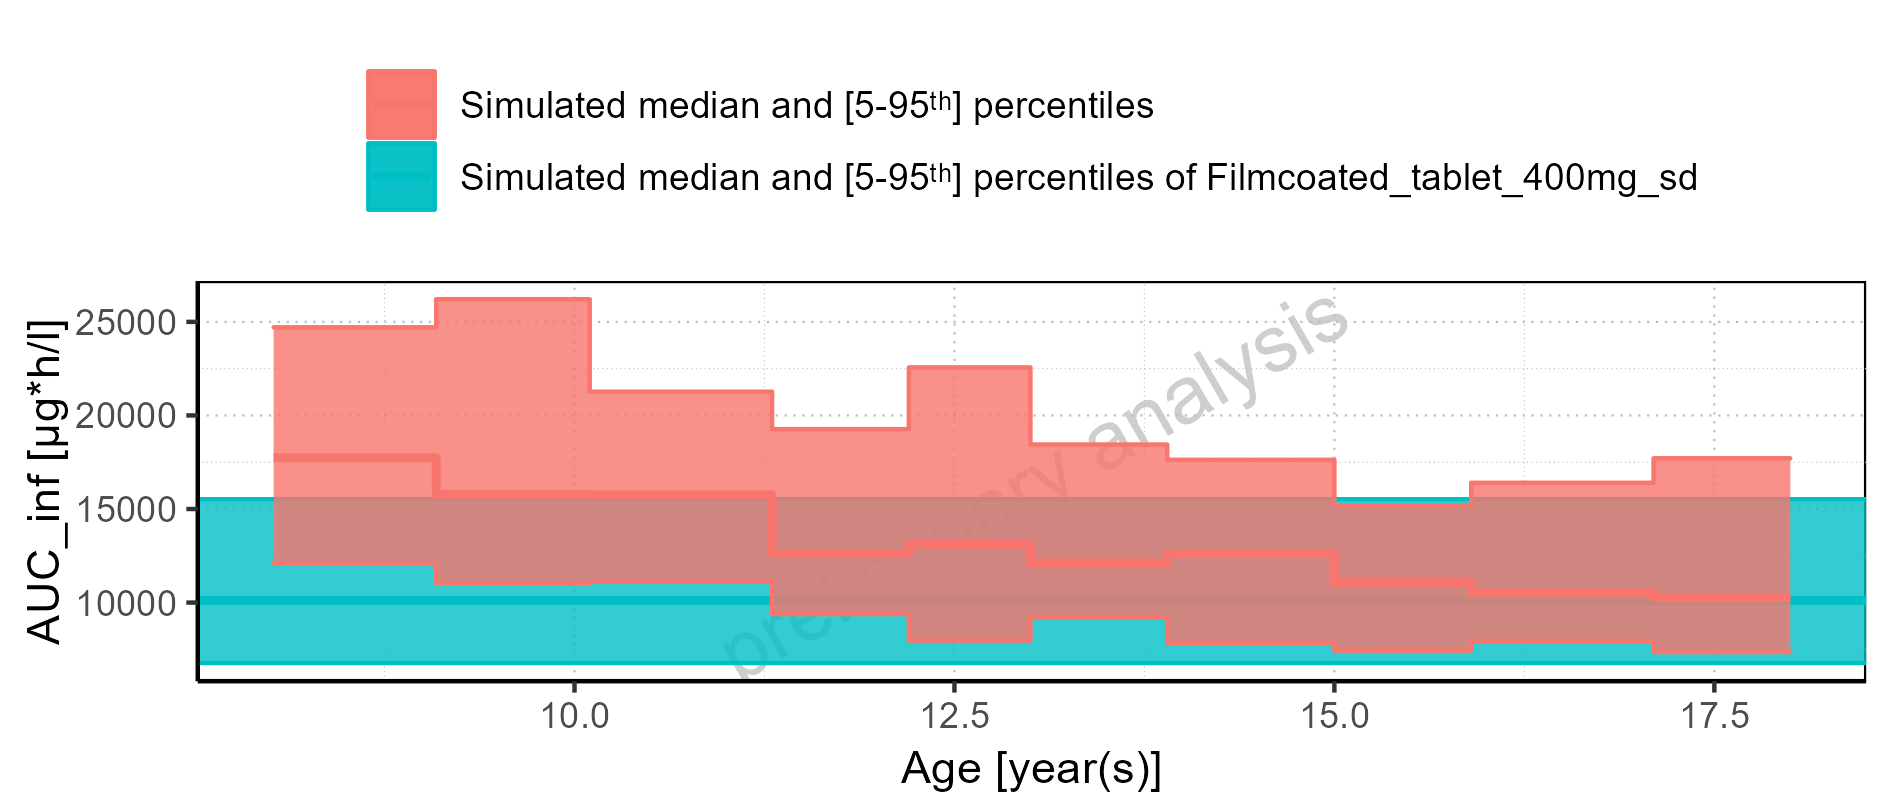 Simulated median and [5-95th] percentiles
Simulated median and [5-95th] percentiles of Filmcoated_tablet_400mg_sd
AUC_inf [µg*h/l]
25000
20000
15000
10000
preliminary analysis
10.0 12.5 15.0 17.5
Age [year(s)]